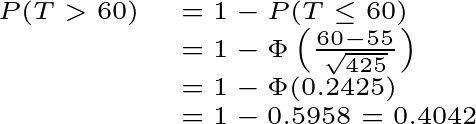 P(T > 60) = 1 − P(T ≤ 60)
= 1 − Φ((60−55)/√425)
= 1 − Φ(0.2425)
= 1 − 0.5958 = 0.4042